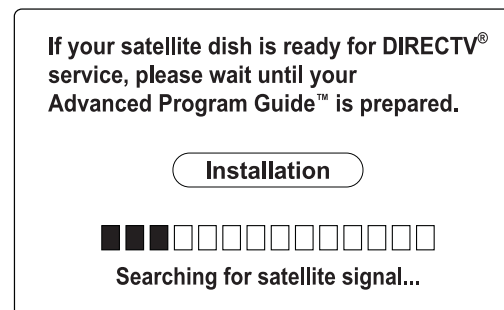 If your satellite dish is ready for DIRECTV®
service, please wait until your
Advanced Program Guide™ is prepared.
Installation
Searching for satellite signal...